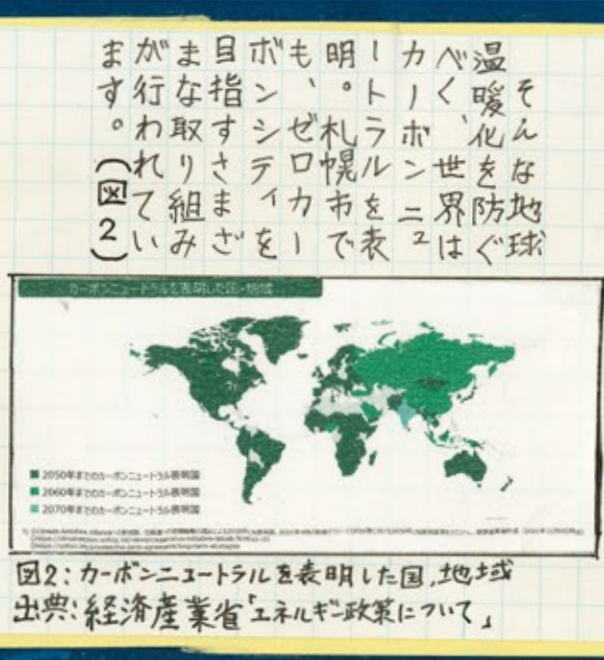 そんな地球
温暖化を防ぐ
べく、世界は
カーボンニュ
ートラルを表
明。札幌市で
も、ゼロカー
ボンシティを
目指すさまざ
まな取り組み
が行われてい
ます。(図2)
カーボンニュートラルを表明した国・地域
2050年までのカーボンニュートラル表明国
2060年までのカーボンニュートラル表明国
2070年までのカーボンニュートラル表明国
図2:カーボンニュートラルを表明した国、地域
出典:経済産業省「エネルギー政策について」